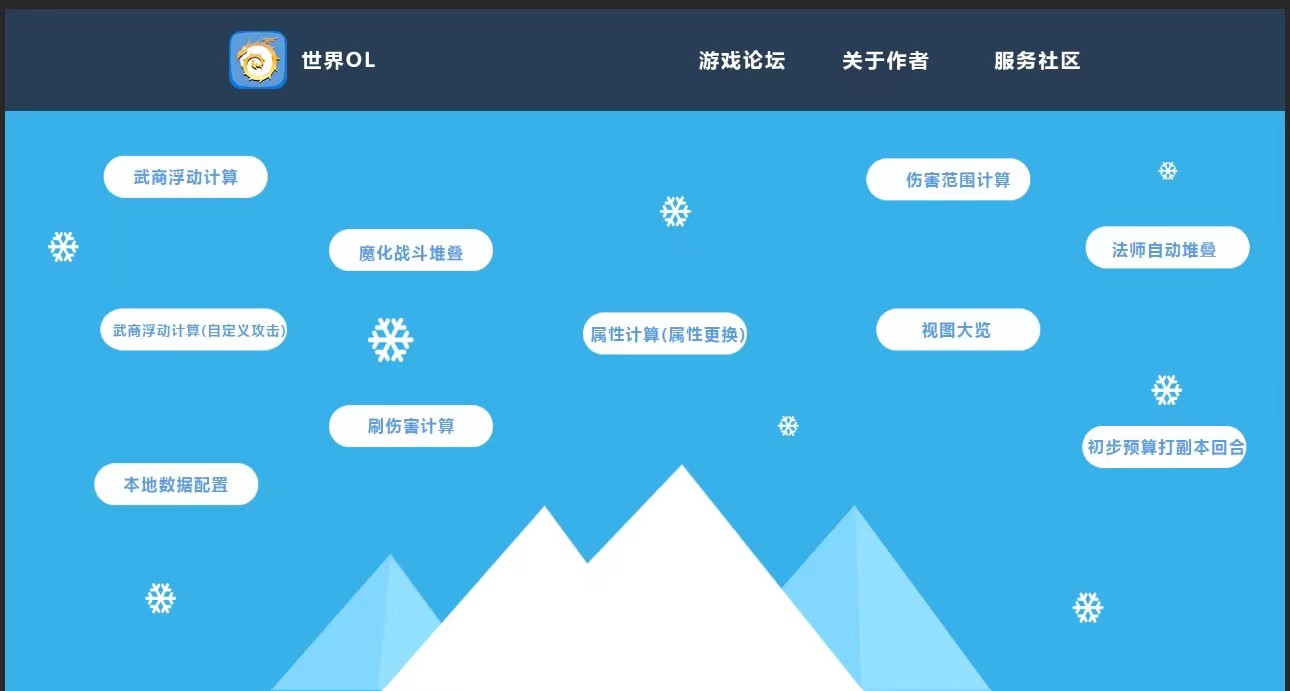 世界OL
游戏论坛
关于作者
服务社区
武商浮动计算
伤害范围计算
魔化战斗堆叠
法师自动堆叠
武商浮动计算(自定义攻击)
属性计算(属性更换)
视图大览
刷伤害计算
初步预算打副本回合
本地数据配置